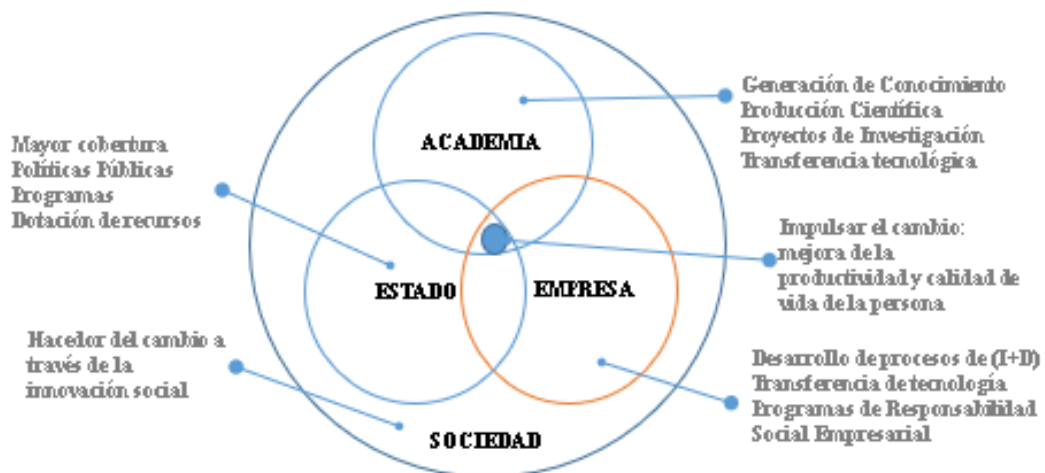 Generación de Conocimiento
Producción Científica
Proyectos de Investigación
Transferencia tecnológica
ACADEMIA
Mayor cobertura
Políticas Públicas
Programas
Dotación de recursos
Impulsar el cambio:
mejora de la
productividad y calidad de
vida de la persona
ESTADO
EMPRESA
Hacedor del cambio a
través de la
innovación social
Desarrollo de procesos de (I+D)
Transferencia de tecnología
Programas de Responsabilidad
Social Empresarial
SOCIEDAD